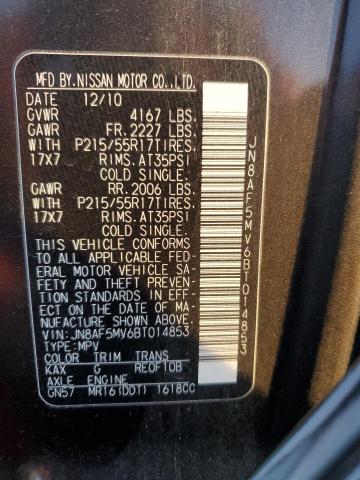 MFD BY. NISSAN MOTOR CO., LTD.
DATE 12/10
GVWR 4167 LBS.
GAWR FR. 2227 LBS.
WITH P215/55R17TIRES.
17X7 RIMS. AT35PSI
COLD SINGLE.
GAWR RR. 2006 LBS.
WITH P215/55R17TIRES.
17X7 RIMS. AT35PSI
COLD SINGLE.
THIS VEHICLE CONFORMS
TO ALL APPLICABLE FED-
ERAL MOTOR VEHICLE SA-
FETY AND THEFT PREVEN-
TION STANDARDS IN EFF-
ECT ON THE DATE OF MA-
NUFACTURE SHOWN ABOVE.
VIN: JN8AF5MV6BT014853
TYPE: MPV
COLOR TRIM TRANS
KAX G RE0F10B
AXLE ENGINE
GN57 MR16(DDT) 1618CC
JN8AF5MV6BT014853